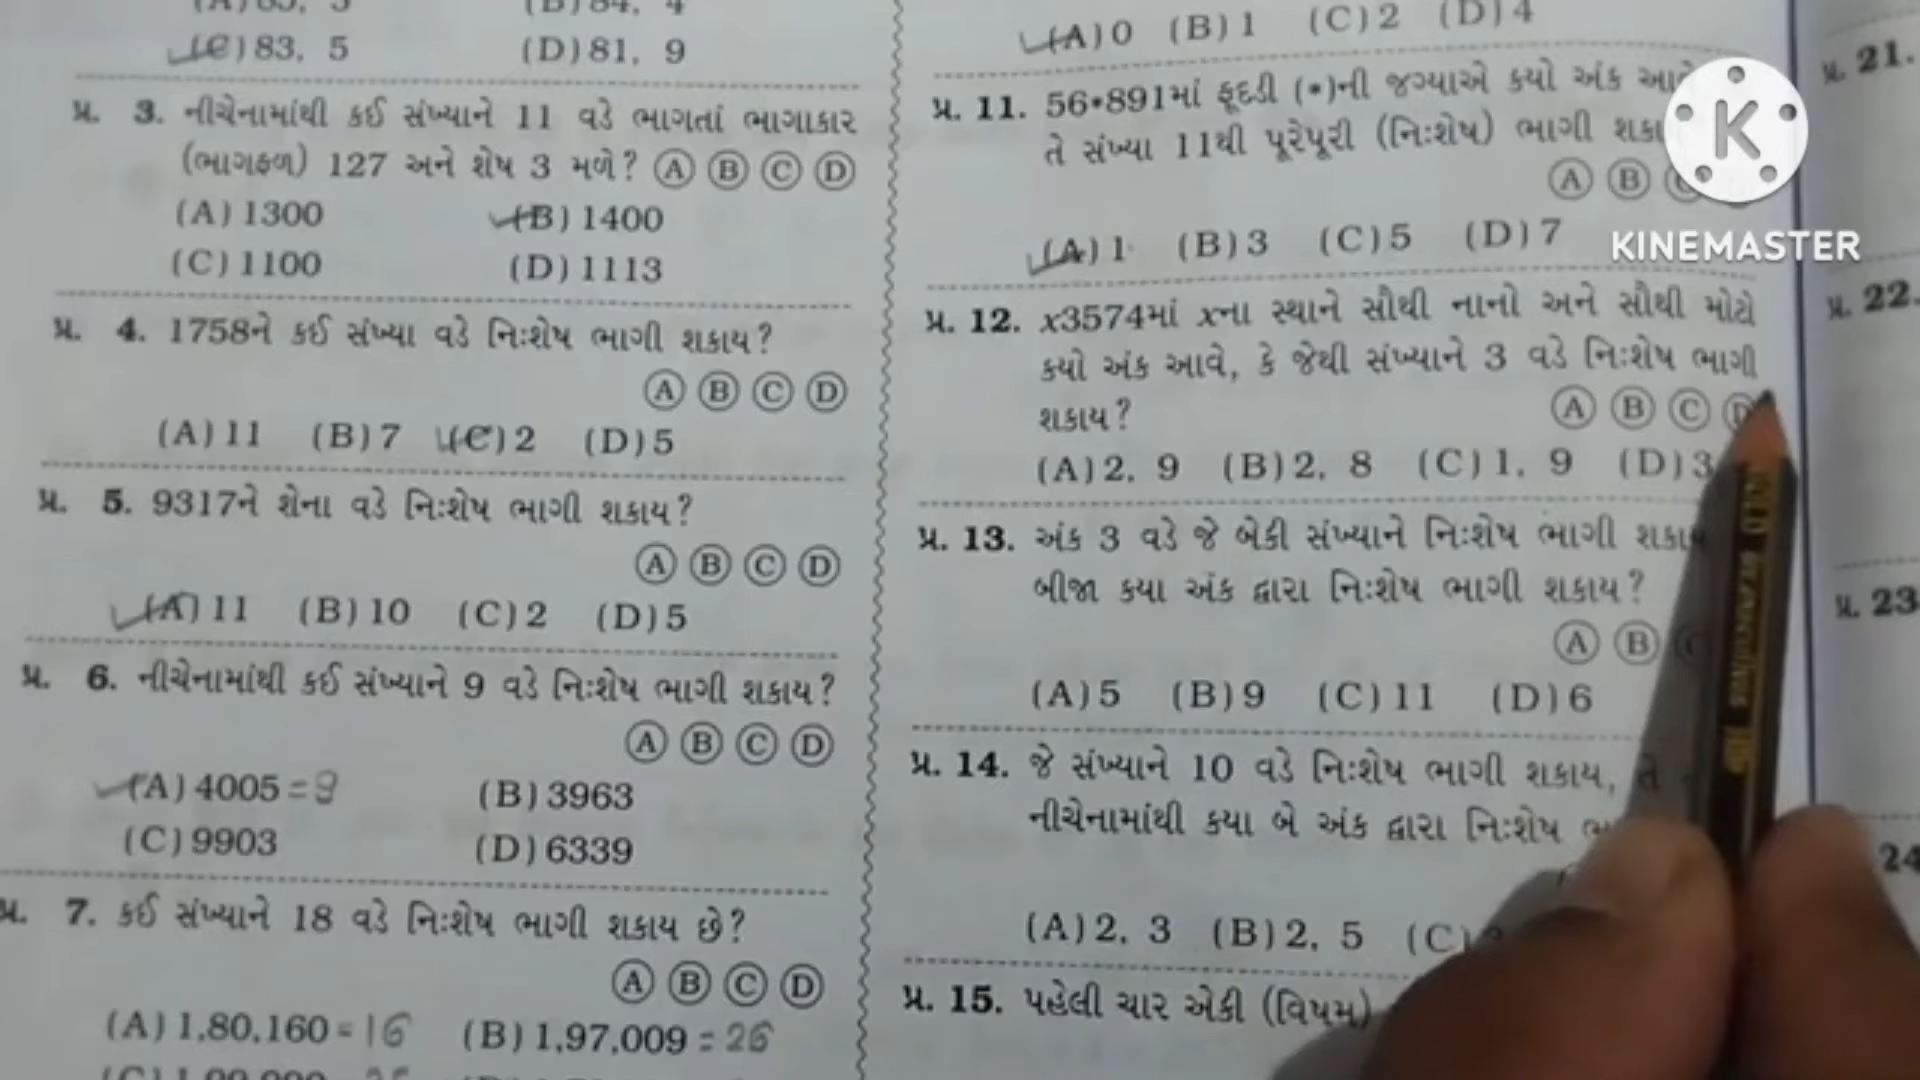 (C) 83, 5 (D) 81, 9
પ્ર. 3. નીચેનામાંથી કઈ સંખ્યાને 11 વડે ભાગતાં ભાગાકાર
(ભાગફળ) 127 અને શેષ 3 મળે? A B C D
(A) 1300 (B) 1400
(C) 1100 (D) 1113
પ્ર. 4. 1758ને કઈ સંખ્યા વડે નિઃશેષ ભાગી શકાય?
A B C D
(A) 11 (B) 7 (C) 2 (D) 5
પ્ર. 5. 9317ને શેના વડે નિઃશેષ ભાગી શકાય?
A B C D
(A) 11 (B) 10 (C) 2 (D) 5
પ્ર. 6. નીચેનામાંથી કઈ સંખ્યાને 9 વડે નિઃશેષ ભાગી શકાય?
A B C D
(A) 4005 = 9 (B) 3963
(C) 9903 (D) 6339
પ્ર. 7. કઈ સંખ્યાને 18 વડે નિઃશેષ ભાગી શકાય છે?
A B C D
(A) 1,80,160 = 16 (B) 1,97,009 = 26
(A) 0 (B) 1 (C) 2 (D) 4
પ્ર. 11. 56*891માં ફૂદડી (*)ની જગ્યાએ કયો અંક
તે સંખ્યા 11થી પૂરેપૂરી (નિઃશેષ) ભાગી
A B
(A) 1 (B) 3 (C) 5 (D) 7
પ્ર. 12. x3574માં xના સ્થાને સૌથી નાનો અને સૌથી મોટો
કયો અંક આવે, કે જેથી સંખ્યાને 3 વડે નિઃશેષ ભાગી
શકાય? A B C D
(A) 2, 9 (B) 2, 8 (C) 1, 9 (D) 3
પ્ર. 13. અંક 3 વડે જે બેકી સંખ્યાને નિઃશેષ ભાગી
બીજા કયા અંક દ્વારા નિઃશેષ ભાગી શકાય?
A B
(A) 5 (B) 9 (C) 11 (D) 6
પ્ર. 14. જે સંખ્યાને 10 વડે નિઃશેષ ભાગી શકાય, તે
નીચેનામાંથી કયા બે અંક દ્વારા નિઃશેષ
(A) 2, 3 (B) 2, 5 (C)
પ્ર. 15. પહેલી ચાર એકી (વિષમ)
પ્ર. 21.
પ્ર. 22.
પ્ર. 23
24
K
KINEMASTER